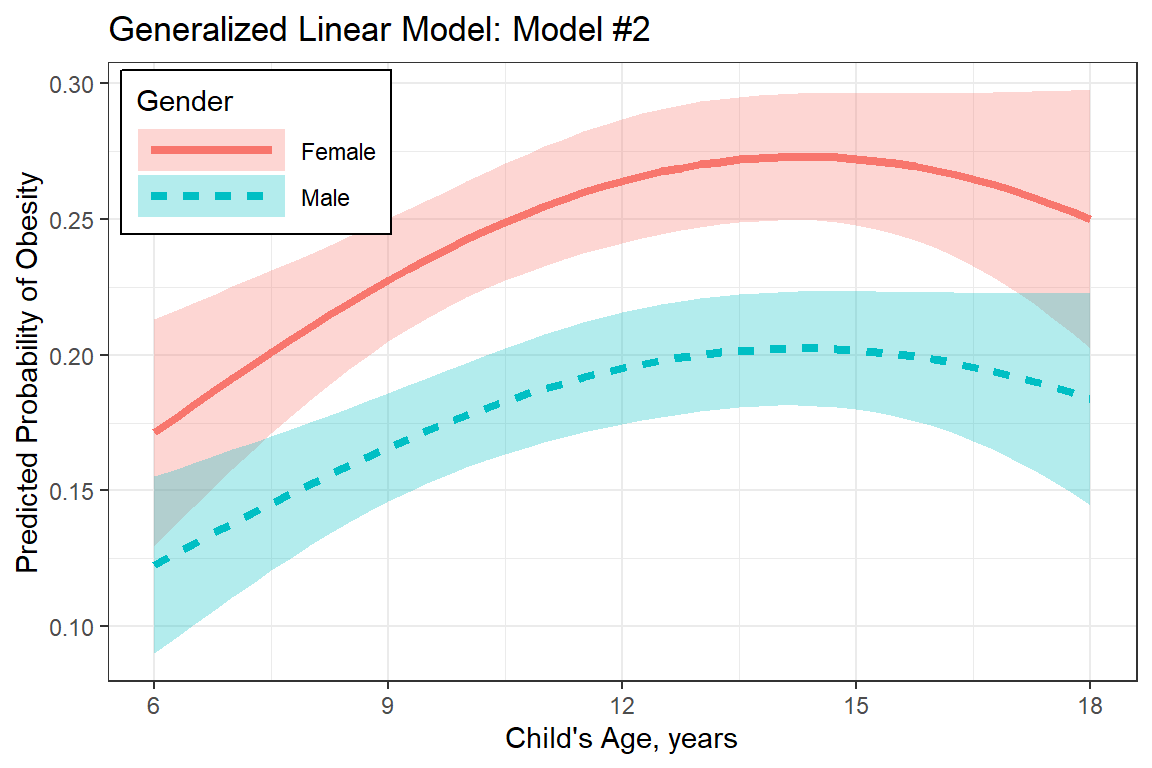 Generalized Linear Model: Model #2
Gender
Female
Male
Predicted Probability of Obesity
0.30
0.25
0.20
0.15
0.10
6 9 12 15 18
Child's Age, years